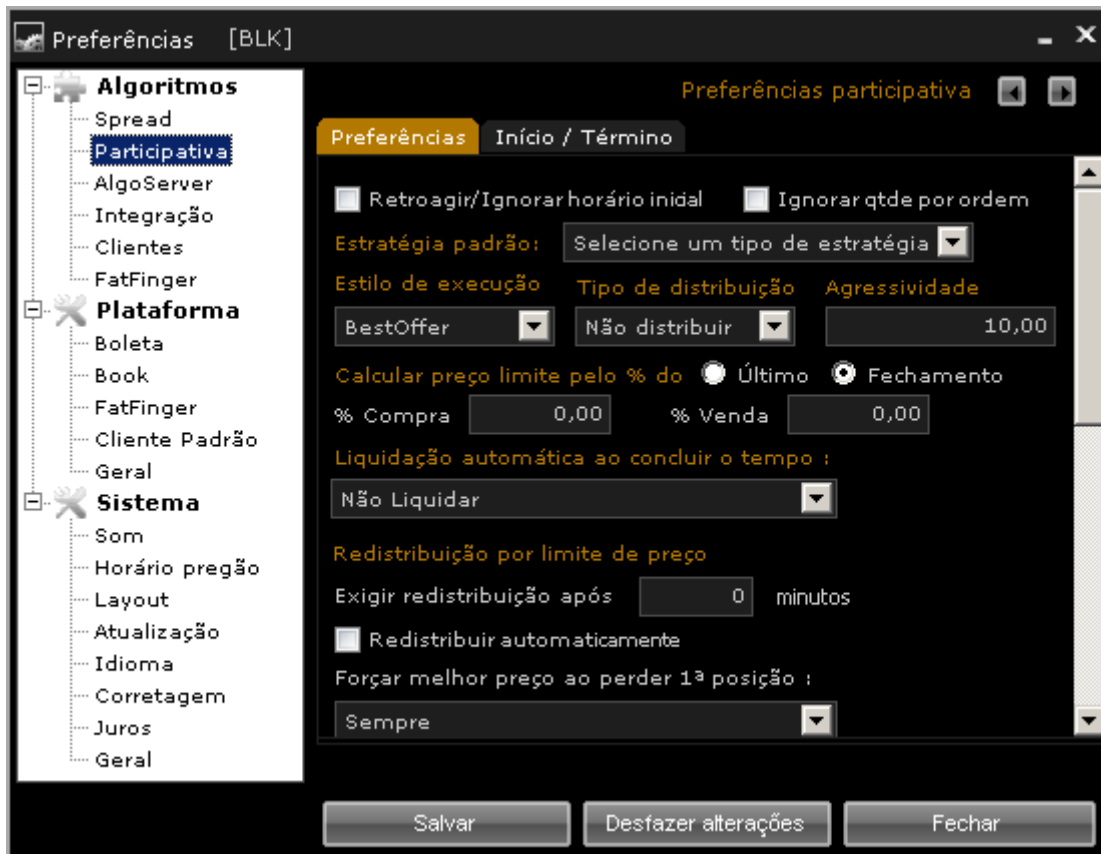 Preferências [BLK]
Algoritmos
Spread
Participativa
AlgoServer
Integração
Clientes
FatFinger
Plataforma
Boleta
Book
FatFinger
Cliente Padrão
Geral
Sistema
Som
Horário pregão
Layout
Atualização
Idioma
Corretagem
Juros
Geral
Preferências participativa
Preferências Início / Término
Retroagir/Ignorar horário inicial Ignorar qtde por ordem
Estratégia padrão: Selecione um tipo de estratégia
Estilo de execução Tipo de distribuição Agressividade
BestOffer Não distribuir 10,00
Calcular preço limite pelo % do Último Fechamento
% Compra 0,00 % Venda 0,00
Liquidação automática ao concluir o tempo :
Não Liquidar
Redistribuição por limite de preço
Exigir redistribuição após 0 minutos
Redistribuir automaticamente
Forçar melhor preço ao perder 1ª posição :
Sempre
Salvar Desfazer alterações Fechar